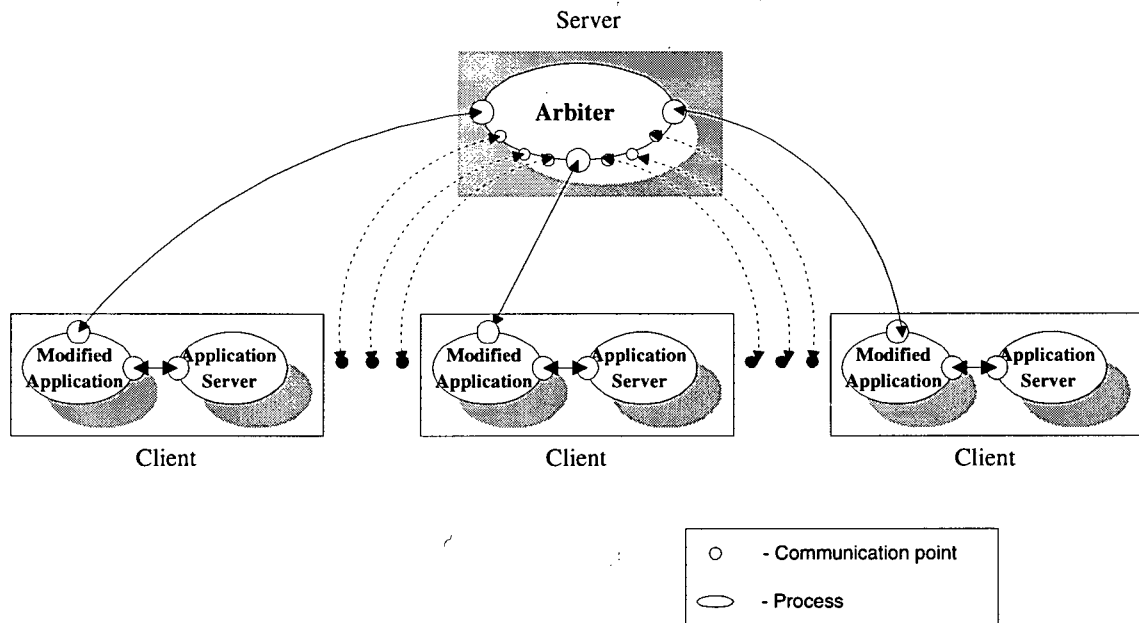 Server
Arbiter
Modified
Application
Application
Server
Modified
Application
Application
Server
Modified
Application
Application
Server
Client
Client
Client
- Communication point
- Process